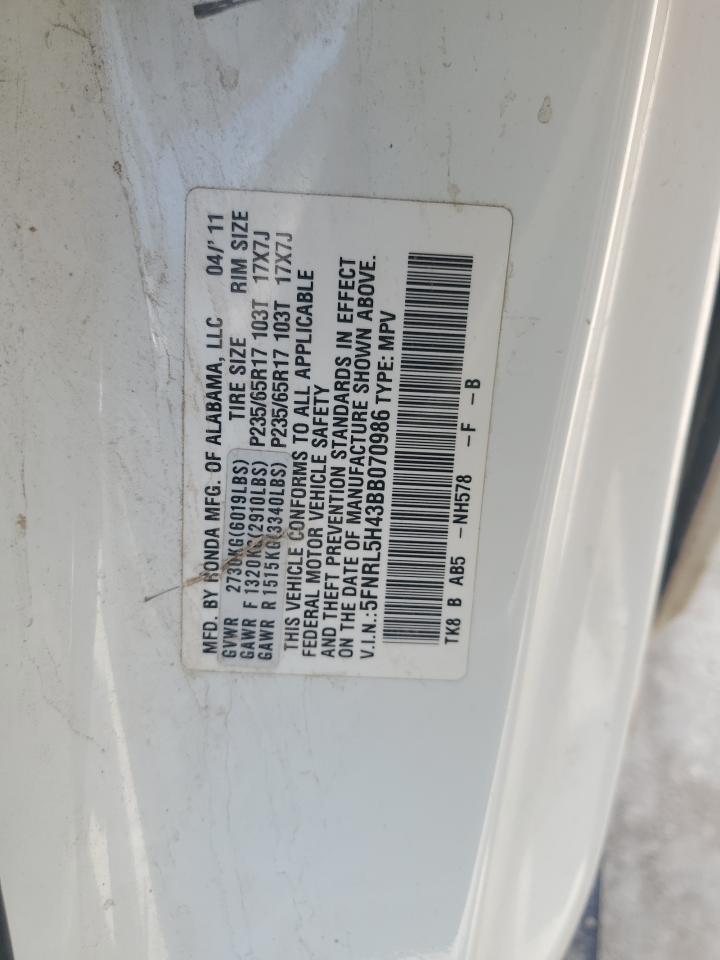 MFD. BY HONDA MFG. OF ALABAMA, LLC 04/'11
GVWR 2730KG(6019LBS) TIRE SIZE RIM SIZE
GAWR F 1320KG(2910LBS) P235/65R17 103T 17X7J
GAWR R 1515KG(3340LBS) P235/65R17 103T 17X7J
THIS VEHICLE CONFORMS TO ALL APPLICABLE
FEDERAL MOTOR VEHICLE SAFETY
AND THEFT PREVENTION STANDARDS IN EFFECT
ON THE DATE OF MANUFACTURE SHOWN ABOVE.
V.I.N.:5FNRL5H43BB070986 TYPE: MPV
TK8 B AB5 -NH578 -F -B